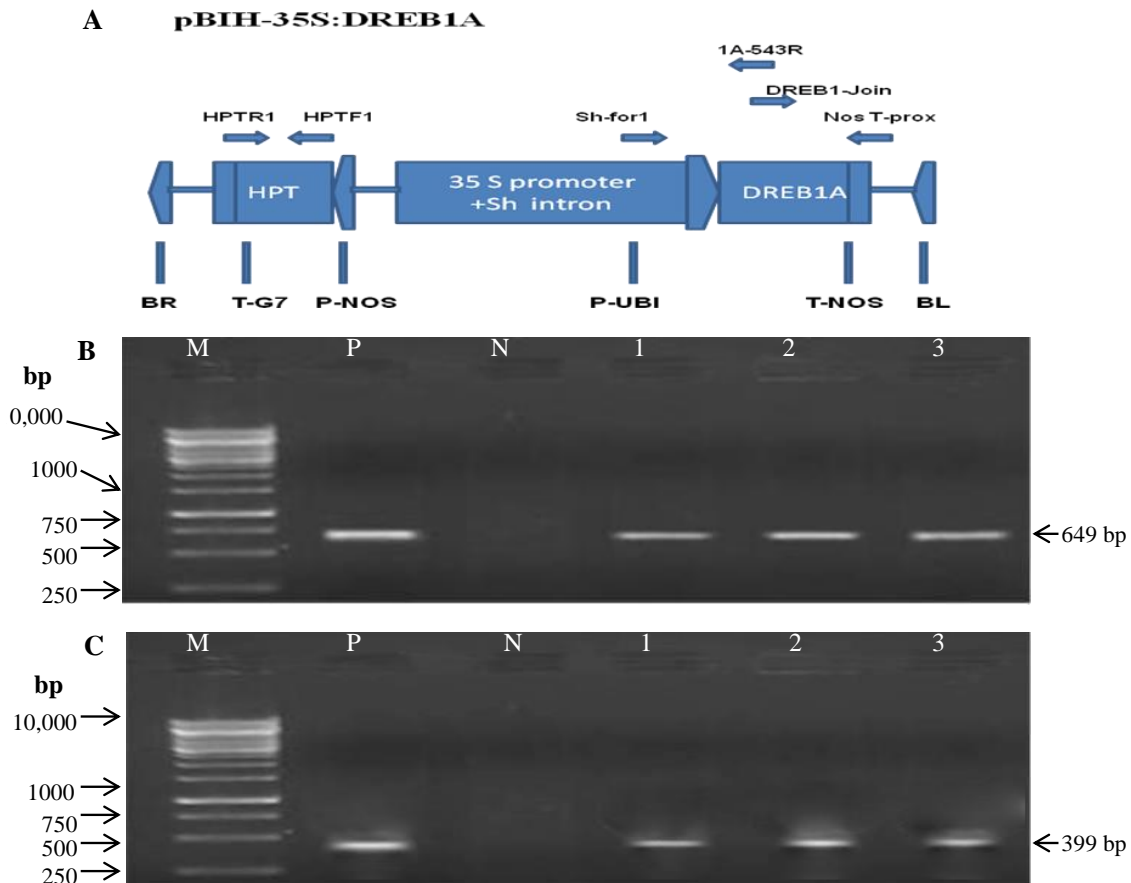 A pBIH-35S:DREB1A
1A-543R
DREB1-Join
HPTR1 HPTF1 Sh-for1 Nos T-prox
HPT
35 S promoter
+Sh intron
DREB1A
BR T-G7 P-NOS P-UBI T-NOS BL
B M P N 1 2 3
bp
0,000
1000
750
500
250
649 bp
C M P N 1 2 3
bp
10,000
1000
750
500
250
399 bp